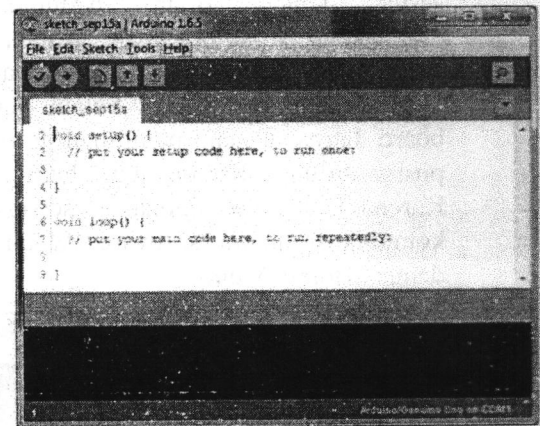 sketch_sep15a | Arduino 1.6.5
File Edit Sketch Tools Help
sketch_sep15a
1 void setup() {
2 // put your setup code here, to run once:
3
4 }
5
6 void loop() {
7 // put your main code here, to run repeatedly:
8
9 }
1 Arduino/Genuino Uno on COM1